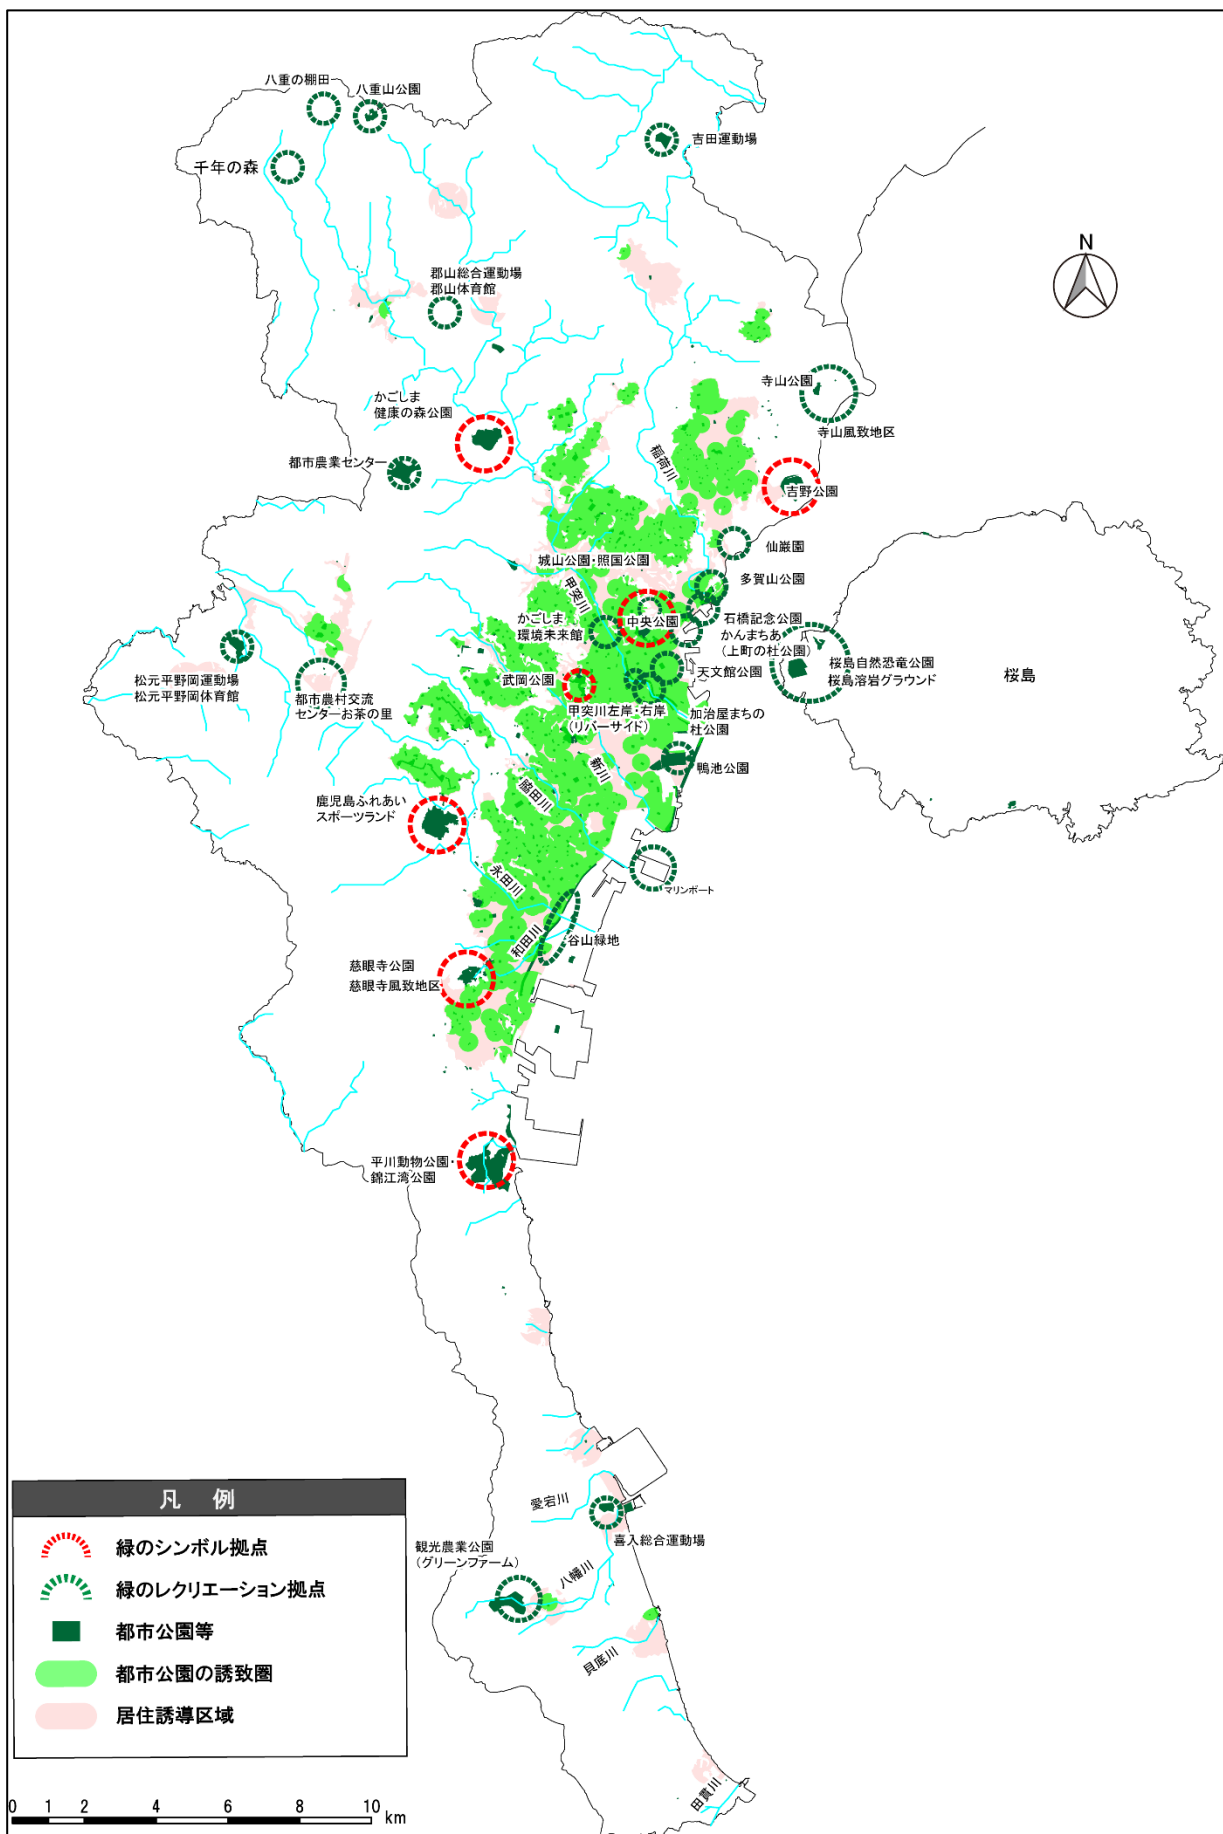 八重の棚田
八重山公園
千年の森
吉田運動場
N
郡山総合運動場
郡山体育館
かごしま
健康の森公園
都市農業センター
寺山公園
寺山風致地区
稲荷川
吉野公園
仙巌園
城山公園・照国公園
多賀山公園
甲突川
かごしま
環境未来館
中央公園
石橋記念公園
かんまちあ
（上町の杜公園）
桜島自然恐竜公園
桜島溶岩グラウンド
桜島
天文館公園
武岡公園
松元平野岡運動場
松元平野岡体育館
都市農村交流
センターお茶の里
甲突川左岸・右岸
（リバーサイド）
加治屋まちの
杜公園
新川
鴨池公園
脇田川
鹿児島ふれあい
スポーツランド
マリンポート
永田川
和田川
谷山緑地
慈眼寺公園
慈眼寺風致地区
平川動物公園・
錦江湾公園
愛宕川
喜入総合運動場
観光農業公園
（グリーンファーム）
八幡川
貝底川
田貫川
凡 例
緑のシンボル拠点
緑のレクリエーション拠点
都市公園等
都市公園の誘致圏
居住誘導区域
0 1 2 4 6 8 10 km